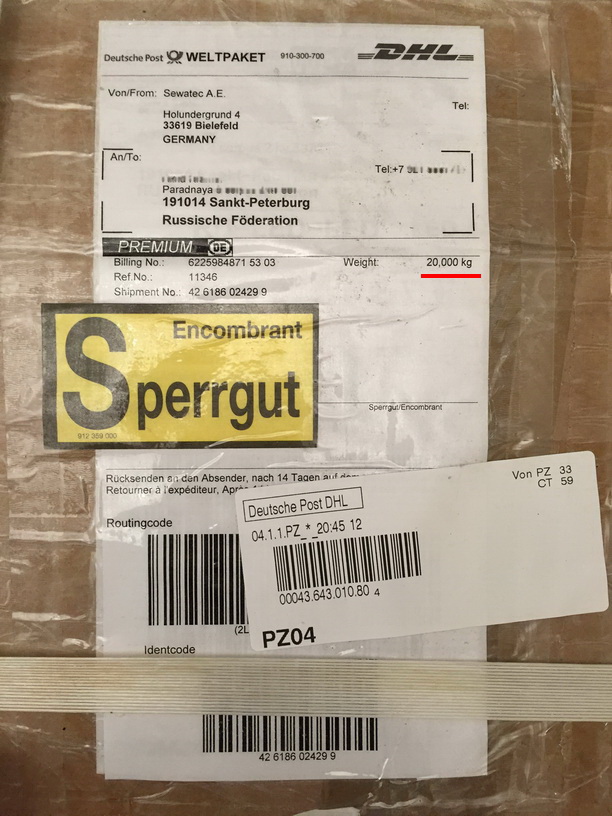 Deutsche Post WELTPAKET 910-300-700 DHL
Von/From: Sewatec A.E.
Tel:
Holundergrund 4
33619 Bielefeld
GERMANY
An/To:
Tel:+7
Paradnaya
191014 Sankt-Peterburg
Russische Föderation
PREMIUM DE
Billing No.: 6225984871 53 03 Weight: 20,000 kg
Ref.No.: 11346
Shipment No.: 42 6186 02429 9
Encombrant
Sperrgut
912 359 000
Sperrgut/Encombrant
Rücksenden an den Absender, nach 14 Tagen auf dem
Retourner à l'expéditeur, Après
Routingcode
(2L
Identcode
42 6186 02429 9
Von PZ 33
CT 59
Deutsche Post DHL
04.1.1.PZ_*_20:45 12
00043.643.010.80 4
PZ04